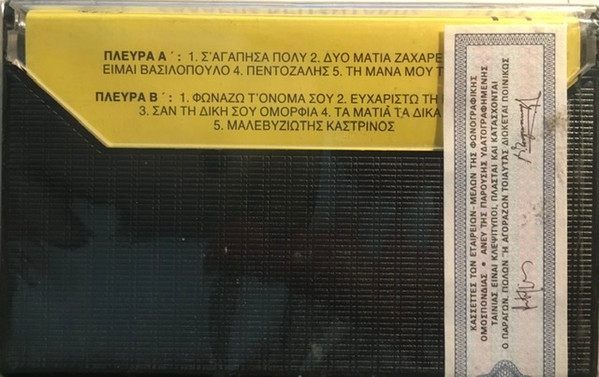 ΠΛΕΥΡΑ Α΄: 1. Σ'ΑΓΑΠΗΣΑ ΠΟΛΥ 2. ΔΥΟ ΜΑΤΙΑ ΖΑΧΑΡΕ
ΕΙΜΑΙ ΒΑΣΙΛΟΠΟΥΛΟ 4. ΠΕΝΤΟΖΑΛΗΣ 5. ΤΗ ΜΑΝΑ ΜΟΥ Τ
ΠΛΕΥΡΑ Β΄: 1. ΦΩΝΑΖΩ Τ'ΟΝΟΜΑ ΣΟΥ 2. ΕΥΧΑΡΙΣΤΩ ΤΗ
3. ΣΑΝ ΤΗ ΔΙΚΗ ΣΟΥ ΟΜΟΡΦΙΑ 4. ΤΑ ΜΑΤΙΑ ΤΑ ΔΙΚΑ
5. ΜΑΛΕΒΥΖΙΩΤΗΣ ΚΑΣΤΡΙΝΟΣ
ΚΑΣΣΕΤΤΕΣ ΤΩΝ ΕΤΑΙΡΕΙΩΝ-ΜΕΛΩΝ ΤΗΣ ΦΩΝΟΓΡΑΦΙΚΗΣ
ΟΜΟΣΠΟΝΔΙΑΣ • ΑΝΕΥ ΤΗΣ ΠΑΡΟΥΣΗΣ ΥΔΑΤΟΓΡΑΦΗΜΕΝΗΣ
ΤΑΙΝΙΑΣ ΕΙΝΑΙ ΚΛΕΨΙΤΥΠΟΙ, ΠΛΑΣΤΑΙ ΚΑΙ ΚΑΤΑΣΧΟΝΤΑΙ
Ο ΠΑΡΑΓΩΝ, ΠΩΛΩΝ Ή ΑΓΟΡΑΖΩΝ ΤΟΙΑΥΤΑΣ ΔΙΩΚΕΤΑΙ ΠΟΙΝΙΚΩΣ